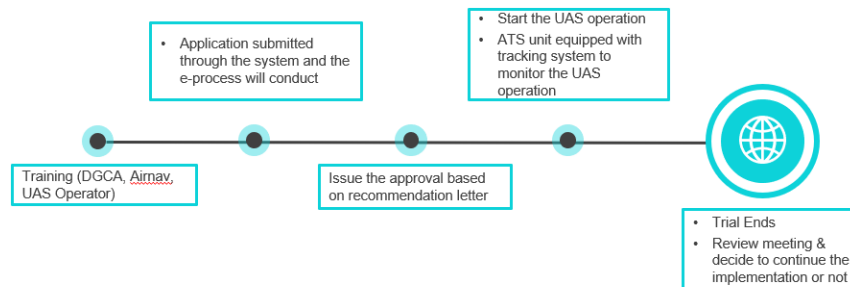 • Application submitted
through the system and the
e-process will conduct
• Start the UAS operation
• ATS unit equipped with
tracking system to
monitor the UAS
operation
Training (DGCA, Airnav,
UAS Operator)
Issue the approval based
on recommendation letter
• Trial Ends
• Review meeting &
decide to continue the
implementation or not